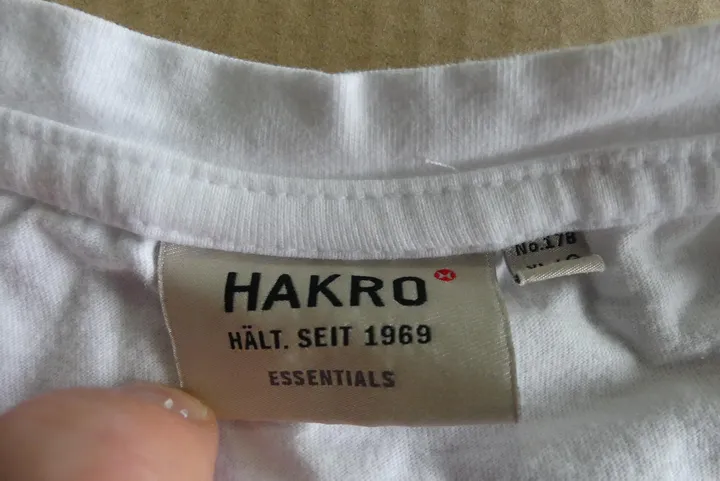 HAKRO
HÄLT. SEIT 1969
ESSENTIALS
No.178